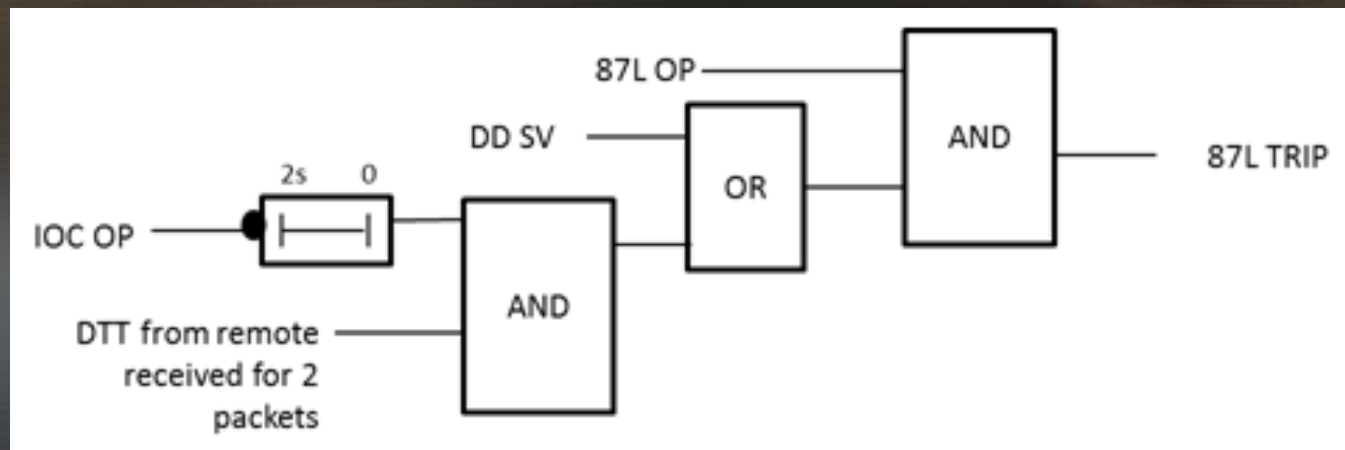 87L OP
DD SV
AND
87L TRIP
OR
2s 0
IOC OP
AND
DTT from remote
received for 2
packets